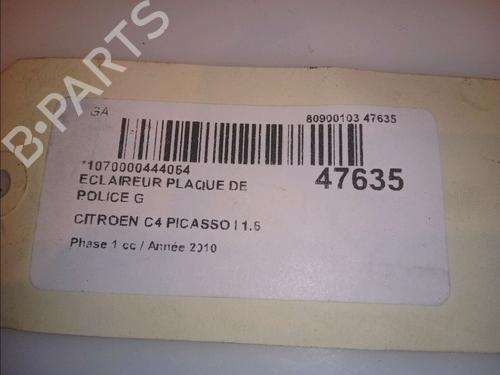 GA
80900103 47635
*1070000444064
47635
ECLAIREUR PLAQUE DE
POLICE G
CITROEN C4 PICASSO I 1.6
Phase 1 cc / Année 2010
B-PARTS